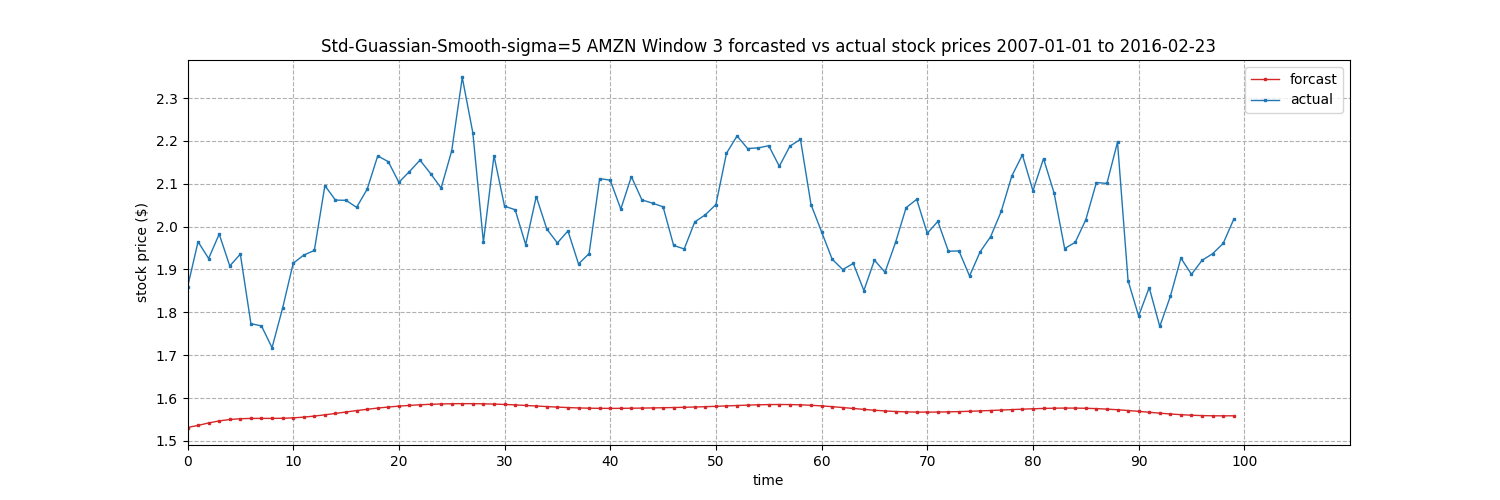 Std-Guassian-Smooth-sigma=5 AMZN Window 3 forcasted vs actual stock prices 2007-01-01 to 2016-02-23
forcast
actual
stock price ($)
2.3
2.2
2.1
2.0
1.9
1.8
1.7
1.6
1.5
0 10 20 30 40 50 60 70 80 90 100
time